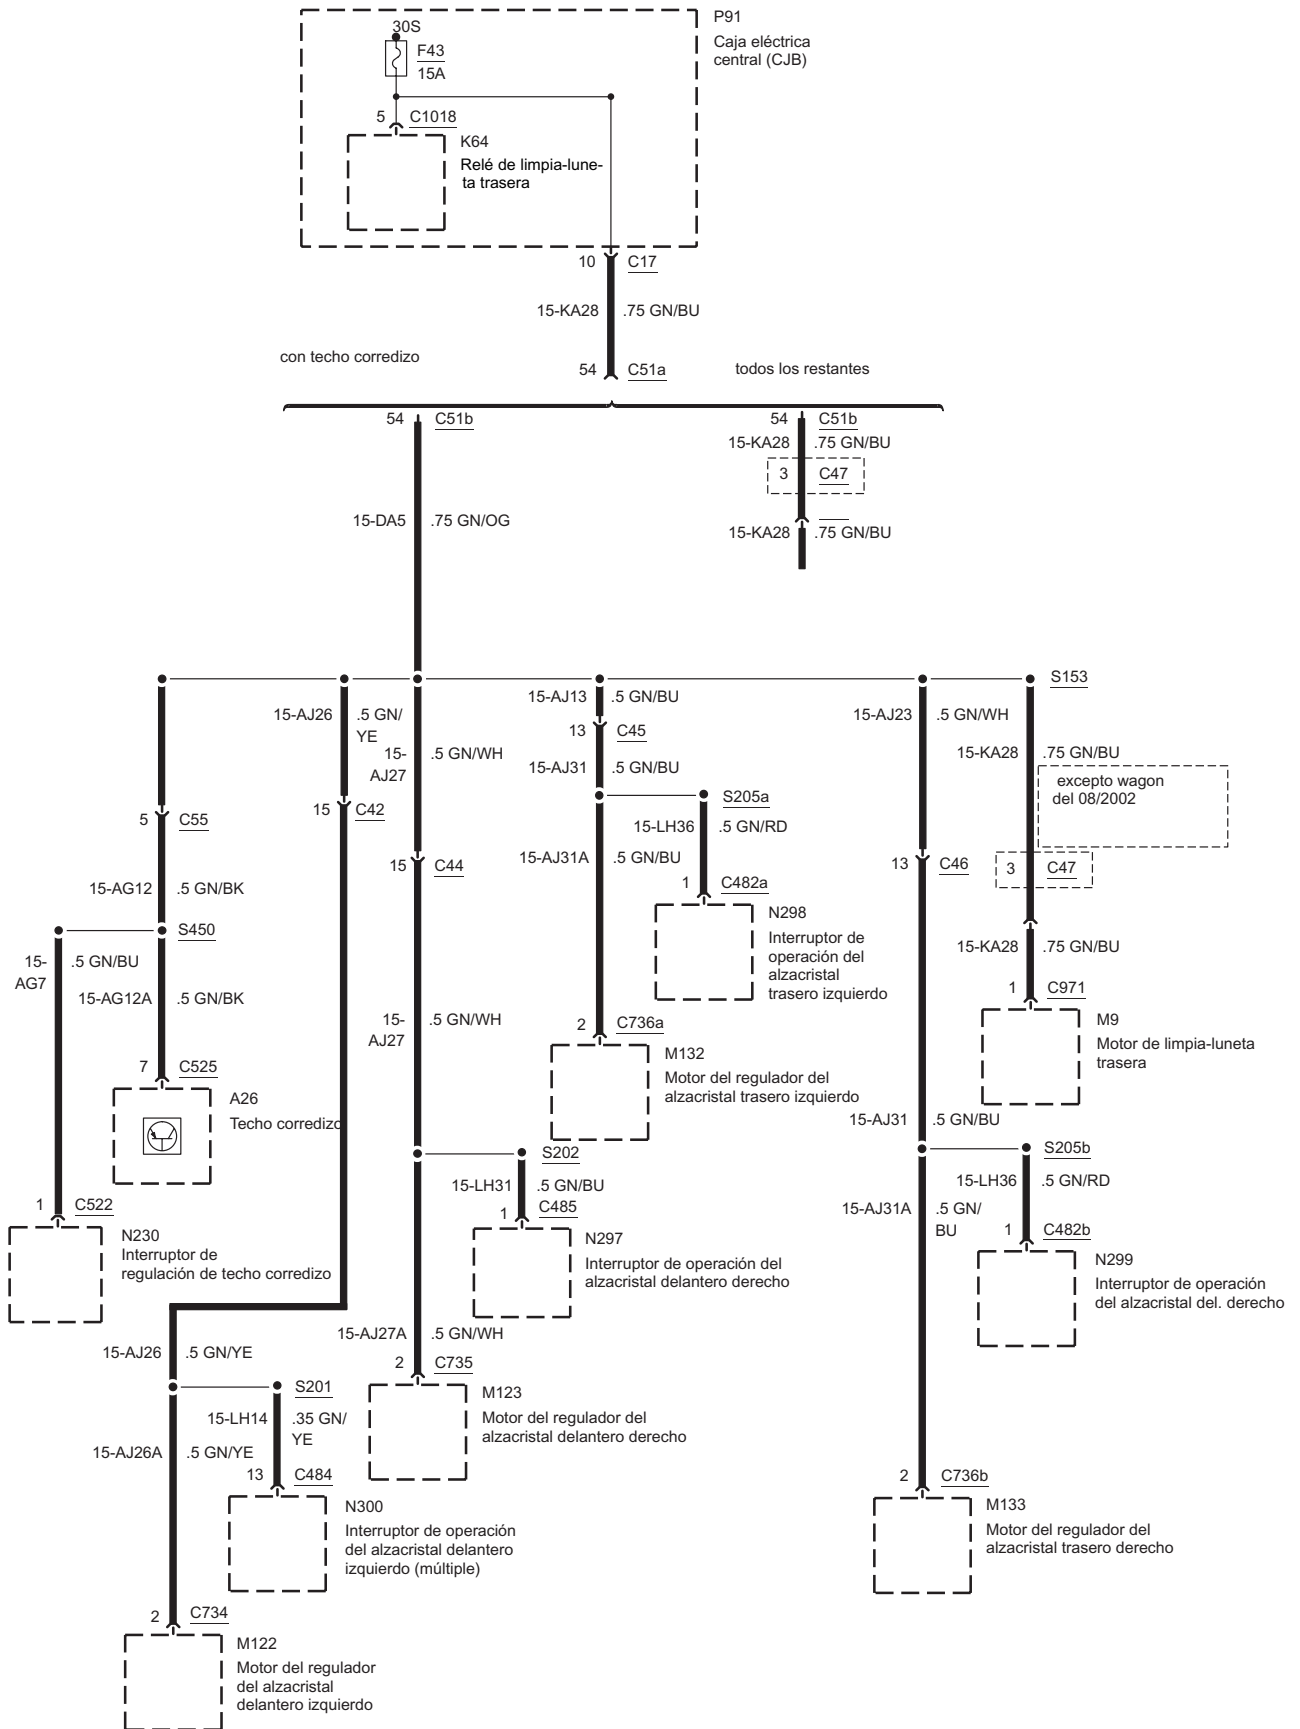 P91
Caja eléctrica
central (CJB)
30S
F43
15A
5 C1018
K64
Relé de limpia-lune-
ta trasera
10 C17
15-KA28 .75 GN/BU
con techo corredizo
54 C51a
todos los restantes
54 C51b
54 C51b
15-KA28 .75 GN/BU
3 C47
15-DA5 .75 GN/OG
15-KA28 .75 GN/BU
S153
15-AJ26 .5 GN/
YE
15-
AJ27
.5 GN/WH
15-AJ13 .5 GN/BU
13 C45
15-AJ31 .5 GN/BU
15-AJ23 .5 GN/WH
15-KA28 .75 GN/BU
excepto wagon
del 08/2002
5 C55
15 C42
15 C44
S205a
15-LH36 .5 GN/RD
15-AJ31A .5 GN/BU
1 C482a
13 C46
3 C47
15-AG12 .5 GN/BK
S450
N298
Interruptor de
operación del
alzacristal
trasero izquierdo
15-KA28 .75 GN/BU
15-
AG7
.5 GN/BU
15-AG12A .5 GN/BK
1 C971
M9
Motor de limpia-luneta
trasera
15-
AJ27
.5 GN/WH
2 C736a
M132
Motor del regulador del
alzacristal trasero izquierdo
7 C525
A26
Techo corredizo
15-AJ31 .5 GN/BU
S202
15-LH31 .5 GN/BU
1 C485
S205b
15-LH36 .5 GN/RD
15-AJ31A .5 GN/
BU
1 C482b
1 C522
N230
Interruptor de
regulación de techo corredizo
N297
Interruptor de operación del
alzacristal delantero derecho
N299
Interruptor de operación
del alzacristal del. derecho
15-AJ26 .5 GN/YE
15-AJ27A .5 GN/WH
2 C735
M123
Motor del regulador del
alzacristal delantero derecho
S201
15-LH14 .35 GN/
YE
15-AJ26A .5 GN/YE
13 C484
N300
Interruptor de operación
del alzacristal delantero
izquierdo (múltiple)
2 C736b
M133
Motor del regulador del
alzacristal trasero derecho
2 C734
M122
Motor del regulador
del alzacristal
delantero izquierdo